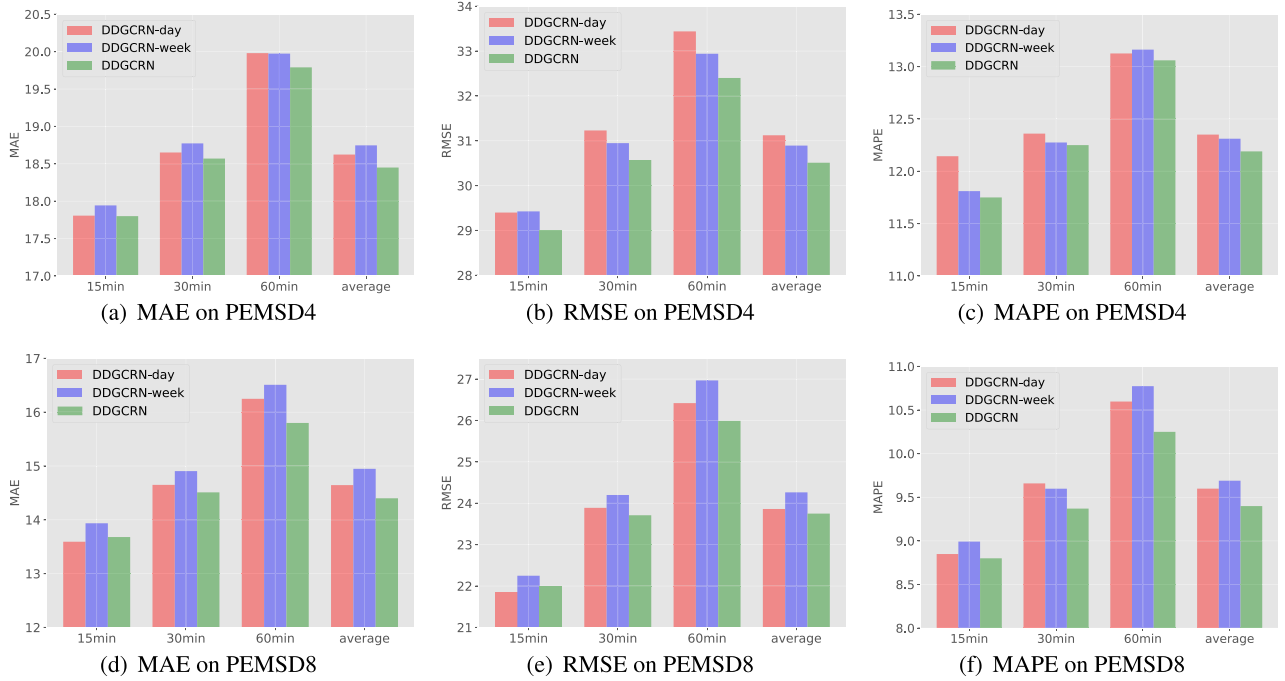 20.5
20.0
19.5
19.0
18.5
18.0
17.5
17.0
MAE
DDGCRN-day
DDGCRN-week
DDGCRN
15min 30min 60min average
(a) MAE on PEMSD4
34
33
32
31
30
29
28
RMSE
DDGCRN-day
DDGCRN-week
DDGCRN
15min 30min 60min average
(b) RMSE on PEMSD4
13.5
13.0
12.5
12.0
11.5
11.0
MAPE
DDGCRN-day
DDGCRN-week
DDGCRN
15min 30min 60min average
(c) MAPE on PEMSD4
17
16
15
14
13
12
MAE
DDGCRN-day
DDGCRN-week
DDGCRN
15min 30min 60min average
(d) MAE on PEMSD8
27
26
25
24
23
22
21
RMSE
DDGCRN-day
DDGCRN-week
DDGCRN
15min 30min 60min average
(e) RMSE on PEMSD8
11.0
10.5
10.0
9.5
9.0
8.5
8.0
MAPE
DDGCRN-day
DDGCRN-week
DDGCRN
15min 30min 60min average
(f) MAPE on PEMSD8